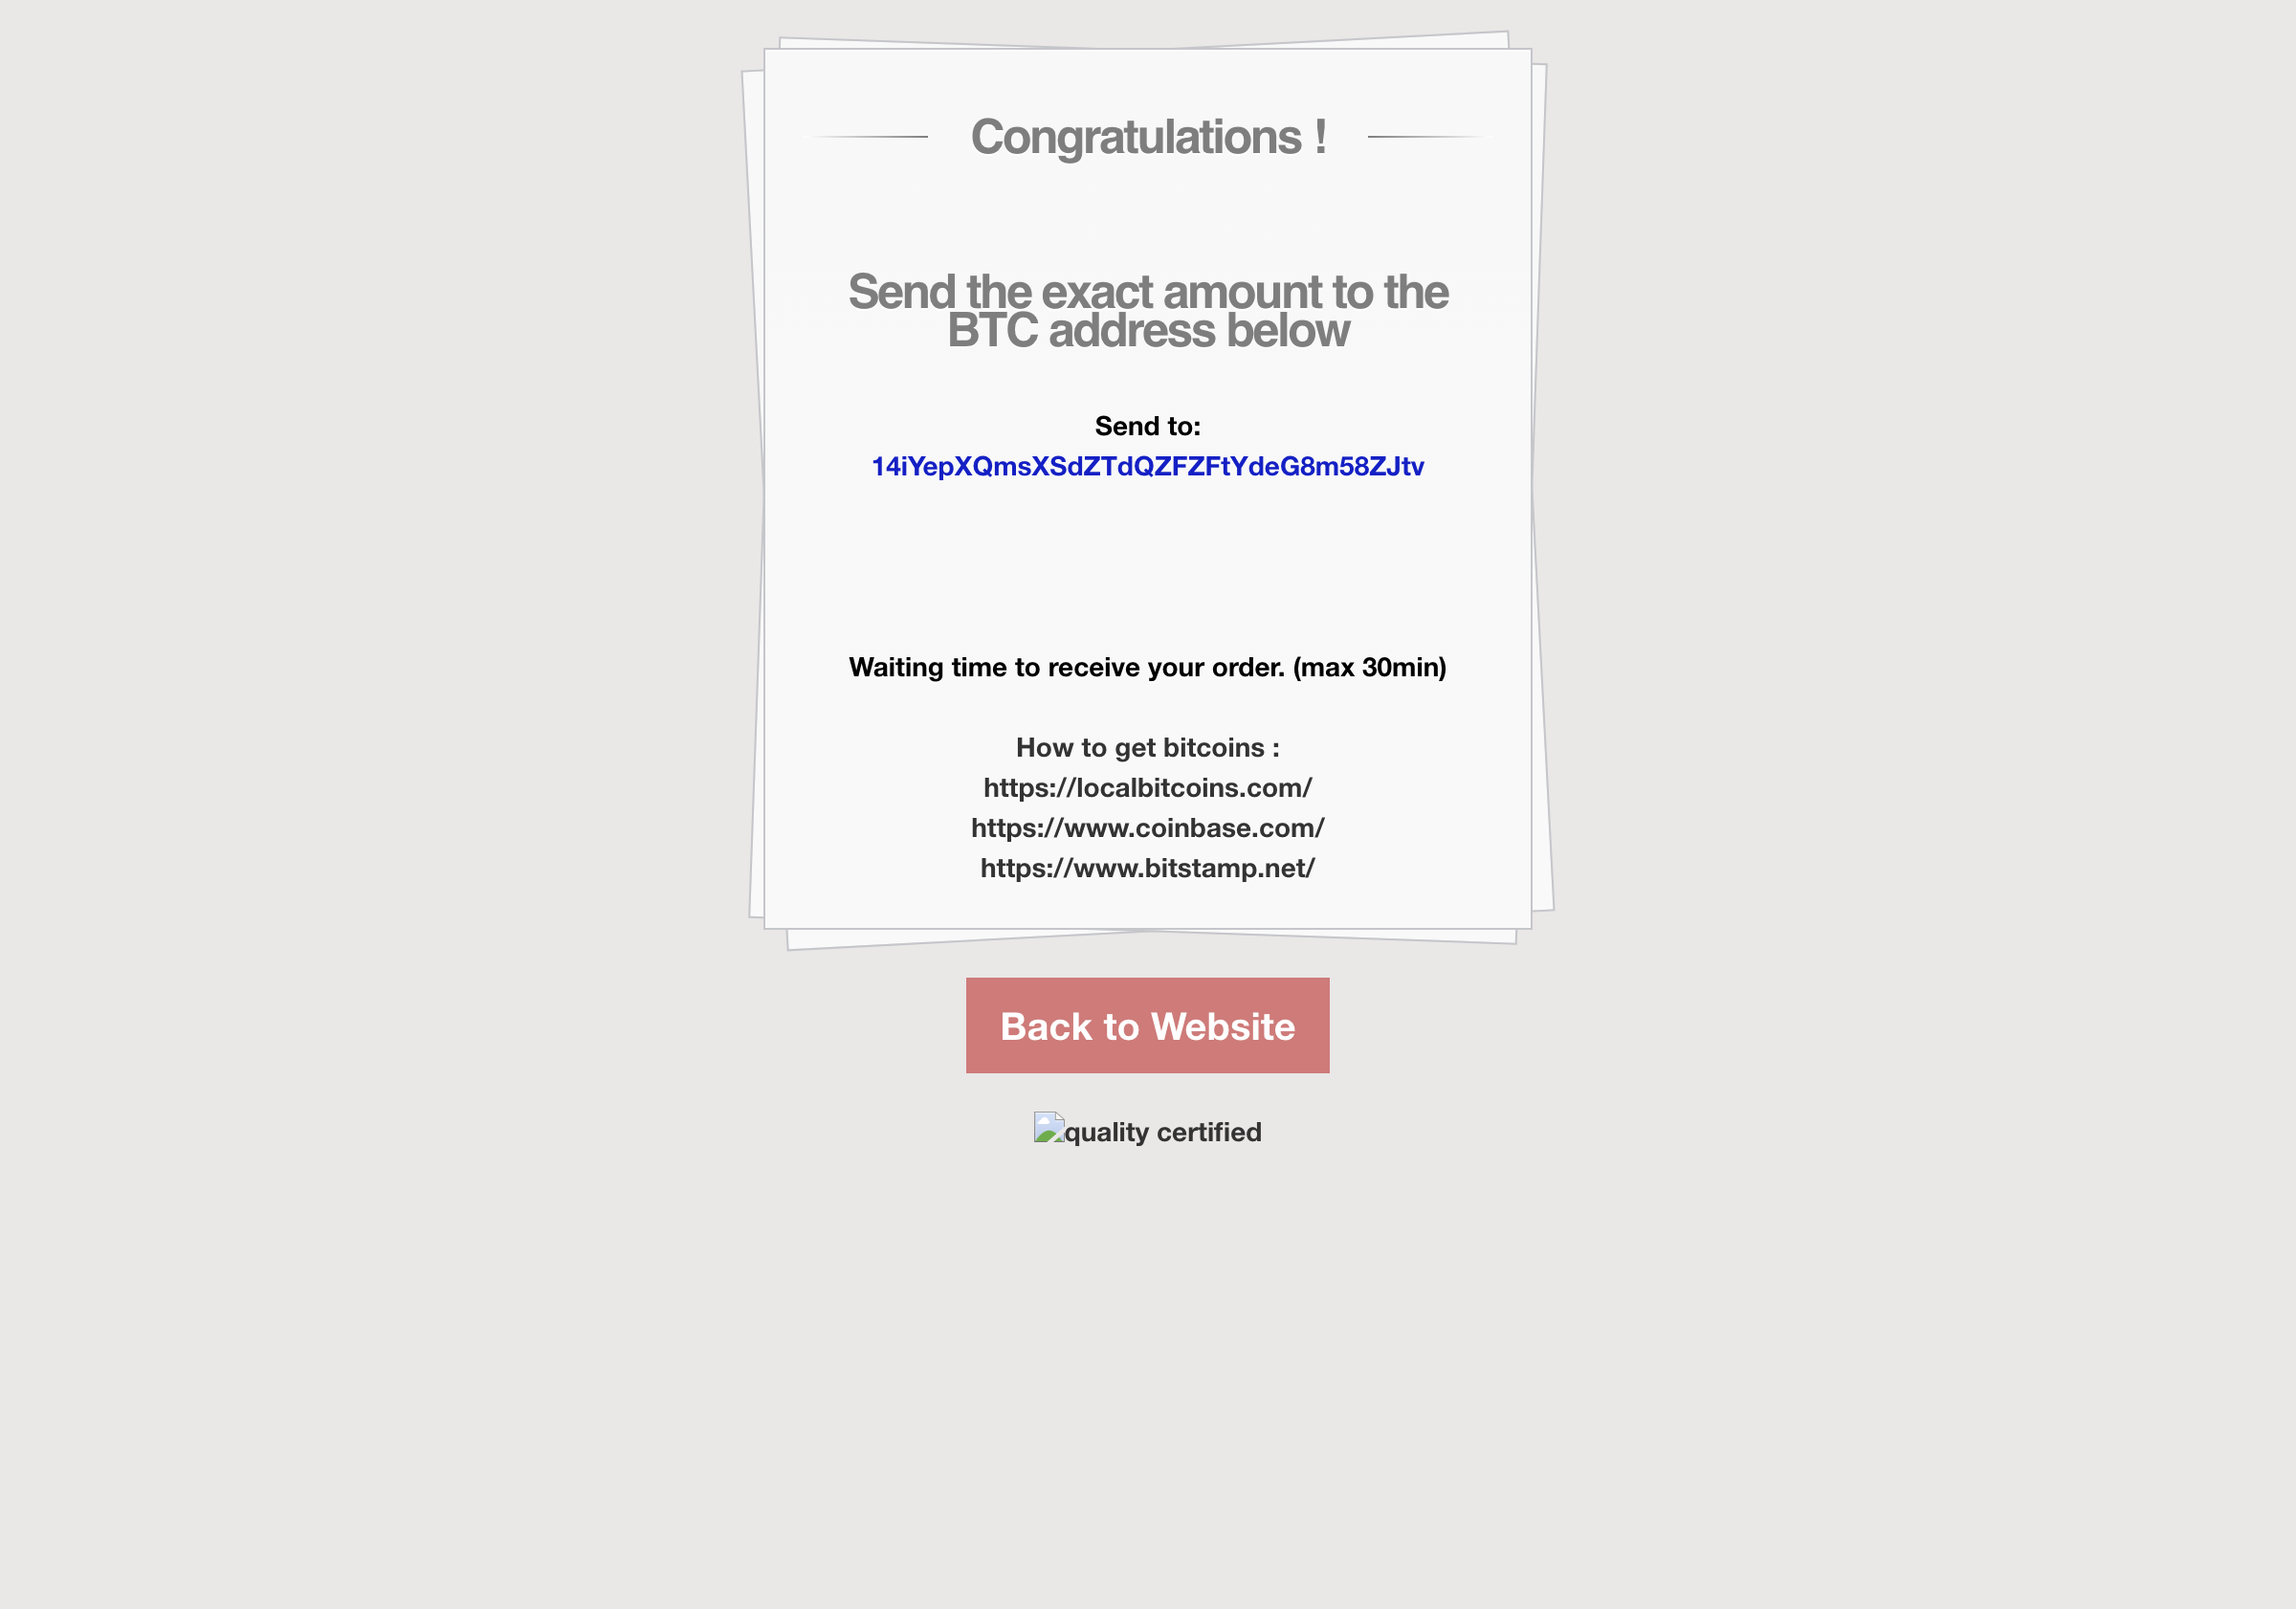 Congratulations !
Send the exact amount to the
BTC address below
Send to:
14iYepXQmsXSdZTdQZFZFtYdeG8m58ZJtv
Waiting time to receive your order. (max 30min)
How to get bitcoins :
https://localbitcoins.com/
https://www.coinbase.com/
https://www.bitstamp.net/
Back to Website
quality certified